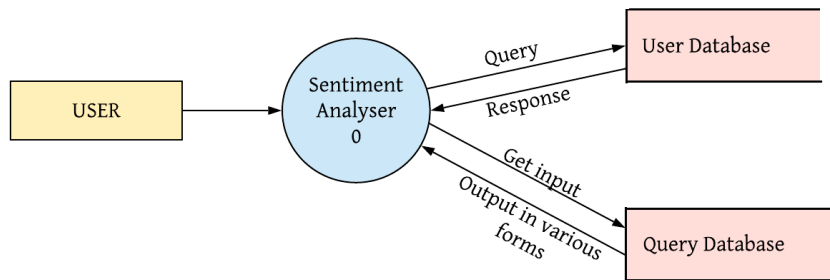 USER
Sentiment
Analyser
0
Query
Response
User Database
Get input
Output in various
forms
Query Database